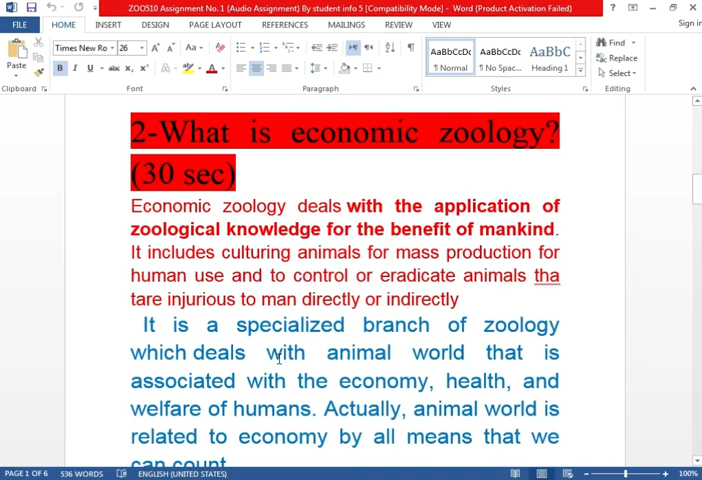 ZOO510 Assignment No. 1 (Audio Assignment) By student info 5 [Compatibility Mode] - Word (Product Activation Failed)
FILE HOME INSERT DESIGN PAGE LAYOUT REFERENCES MAILINGS REVIEW VIEW Sign in
Times New Ro 26 A A Aa AaBbCcDc AaBbCcDc AaBbC Find
Replace
Paste B I U abc x₂ x² A A ¶ Normal ¶ No Spac... Heading 1 Select
Clipboard Font Paragraph Styles Editing
2-What is economic zoology?
(30 sec)
Economic zoology deals with the application of
zoological knowledge for the benefit of mankind.
It includes culturing animals for mass production for
human use and to control or eradicate animals tha
tare injurious to man directly or indirectly
It is a specialized branch of zoology
which deals with animal world that is
associated with the economy, health, and
welfare of humans. Actually, animal world is
related to economy by all means that we
can count
PAGE 1 OF 6 536 WORDS ENGLISH (UNITED STATES) 100%